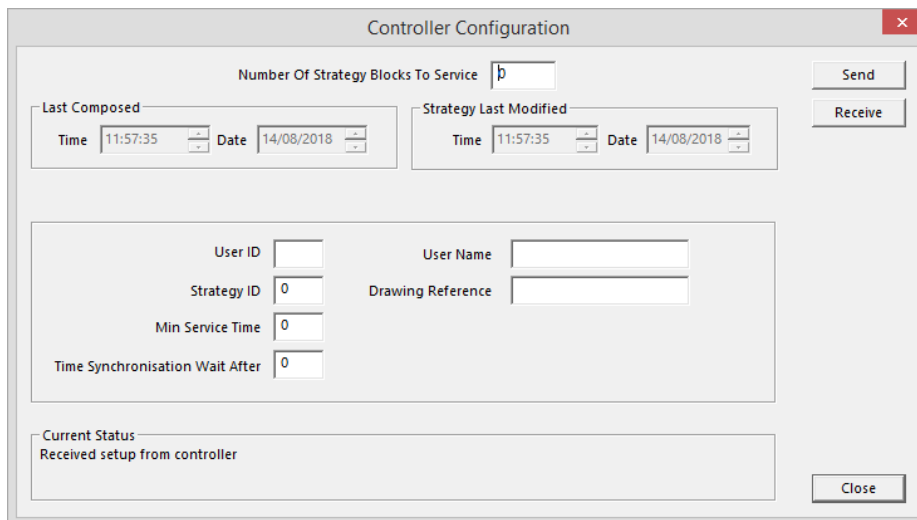 Controller Configuration
Number Of Strategy Blocks To Service 0
Send
Last Composed
Strategy Last Modified
Receive
Time 11:57:35 Date 14/08/2018
Time 11:57:35 Date 14/08/2018
User ID
User Name
Strategy ID 0
Drawing Reference
Min Service Time 0
Time Synchronisation Wait After 0
Current Status
Received setup from controller
Close